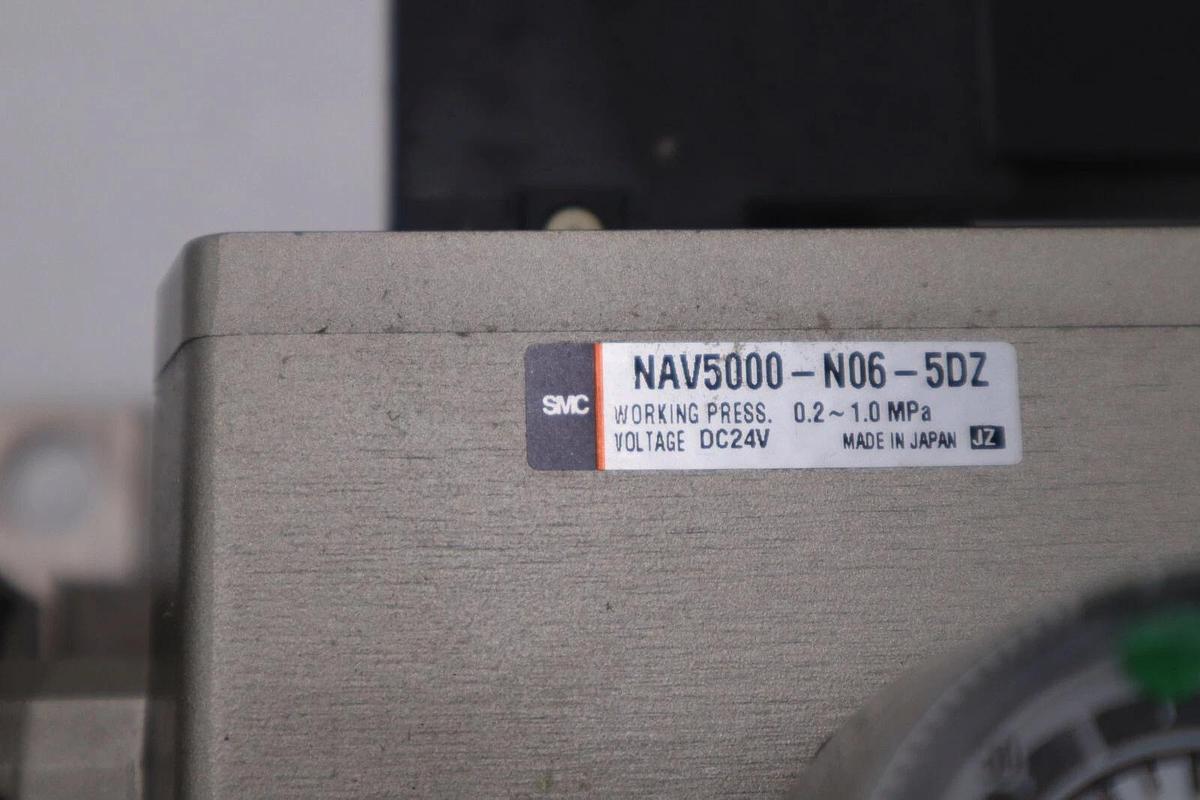 SMC
NAV5000-N06-5DZ
WORKING PRESS. 0.2~1.0 MPa
VOLTAGE DC24V MADE IN JAPAN JZ